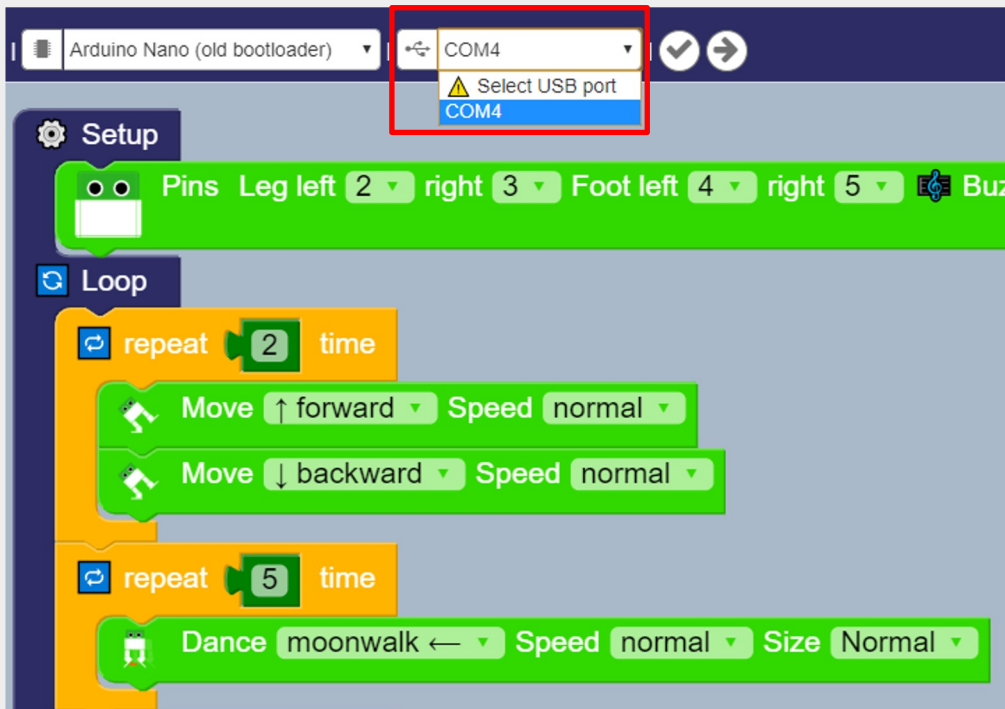 Arduino Nano (old bootloader) COM4
Select USB port
COM4
Setup
Pins Leg left 2 right 3 Foot left 4 right 5
Loop
repeat 2 time
Move ↑ forward Speed normal
Move ↓ backward Speed normal
repeat 5 time
Dance moonwalk ← Speed normal Size Normal